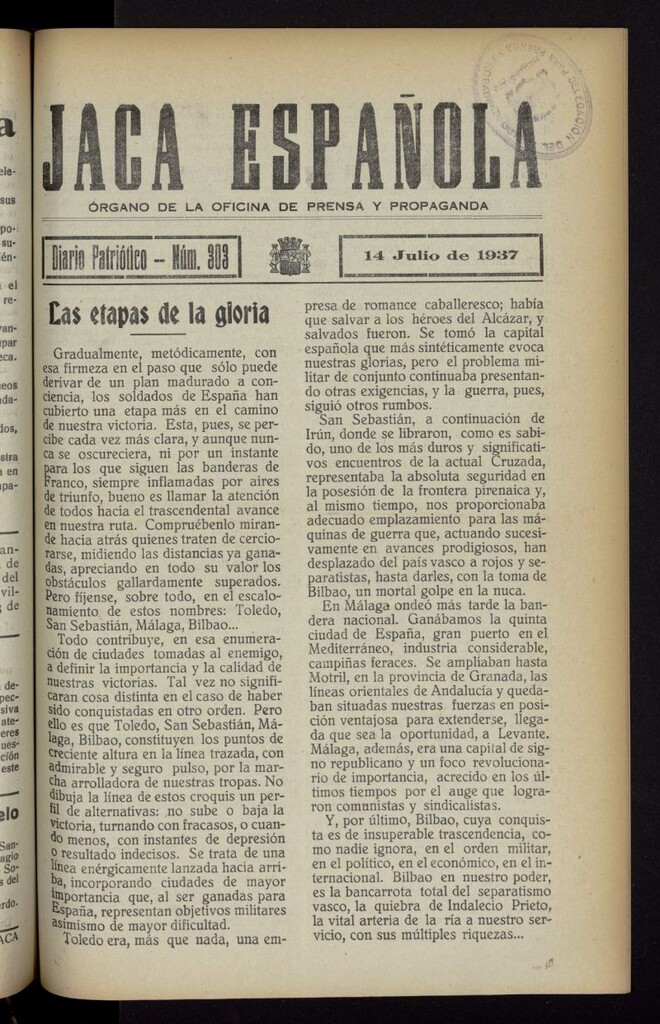 JACA ESPAÑOLA
ÓRGANO DE LA OFICINA DE PRENSA Y PROPAGANDA
Diario Patriótico -- Núm. 303
14 Julio de 1937
Las etapas de la gloria
Gradualmente, metódicamente, con
esa firmeza en el paso que sólo puede
derivar de un plan madurado a con-
ciencia, los soldados de España han
cubierto una etapa más en el camino
de nuestra victoria. Esta, pues, se per-
cibe cada vez más clara, y aunque nun-
ca se oscureciera, ni por un instante
para los que siguen las banderas de
Franco, siempre inflamadas por aires
de triunfo, bueno es llamar la atención
de todos hacia el trascendental avance
en nuestra ruta. Compruébenlo miran-
de hacia atrás quienes traten de cercio-
rarse, midiendo las distancias ya gana-
das, apreciando en todo su valor los
obstáculos gallardamente superados.
Pero fíjense, sobre todo, en el escalo-
namiento de estos nombres: Toledo,
San Sebastián, Málaga, Bilbao...
Todo contribuye, en esa enumera-
ción de ciudades tomadas al enemigo,
a definir la importancia y la calidad de
nuestras victorias. Tal vez no signifi-
caran cosa distinta en el caso de haber
sido conquistadas en otro orden. Pero
ello es que Toledo, San Sebastián, Má-
laga, Bilbao, constituyen los puntos de
creciente altura en la línea trazada, con
admirable y seguro pulso, por la mar-
cha arrolladora de nuestras tropas. No
dibuja la línea de estos croquis un per-
fil de alternativas: no sube o baja la
victoria, turnando con fracasos, o cuan-
do menos, con instantes de depresión
o resultado indecisos. Se trata de una
línea enérgicamente lanzada hacia arri-
ba, incorporando ciudades de mayor
importancia que, al ser ganadas para
España, representan objetivos militares
asimismo de mayor dificultad.
Toledo era, más que nada, una em-
presa de romance caballeresco; había
que salvar a los héroes del Alcázar, y
salvados fueron. Se tomó la capital
española que más sintéticamente evoca
nuestras glorias, pero el problema mi-
litar de conjunto continuaba presentan-
do otras exigencias, y la guerra, pues,
siguió otros rumbos.
San Sebastián, a continuación de
Irún, donde se libraron, como es sabi-
do, uno de los más duros y significati-
vos encuentros de la actual Cruzada,
representaba la absoluta seguridad en
la posesión de la frontera pirenaica y,
al mismo tiempo, nos proporcionaba
adecuado emplazamiento para las má-
quinas de guerra que, actuando sucesi-
vamente en avances prodigiosos, han
desplazado del país vasco a rojos y se-
paratistas, hasta darles, con la toma de
Bilbao, un mortal golpe en la nuca.
En Málaga ondeó más tarde la ban-
dera nacional. Ganábamos la quinta
ciudad de España, gran puerto en el
Mediterráneo, industria considerable,
campiñas feraces. Se ampliaban hasta
Motril, en la provincia de Granada, las
líneas orientales de Andalucía y queda-
ban situadas nuestras fuerzas en posi-
ción ventajosa para extenderse, llega-
da que sea la oportunidad, a Levante.
Málaga, además, era una capital de sig-
no republicano y un foco revoluciona-
rio de importancia, acrecido en los úl-
timos tiempos por el auge que logra-
ron comunistas y sindicalistas.
Y, por último, Bilbao, cuya conquis-
ta es de insuperable trascendencia, co-
mo nadie ignora, en el orden militar,
en el político, en el económico, en el in-
ternacional. Bilbao en nuestro poder,
es la bancarrota total del separatismo
vasco, la quiebra de Indalecio Prieto,
la vital arteria de la ría a nuestro ser-
vicio, con sus múltiples riquezas...